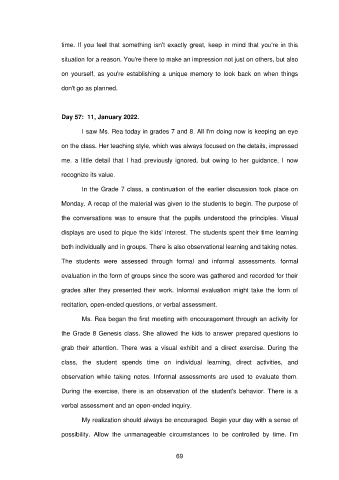 time. If you feel that something isn't exactly great, keep in mind that you're in this
situation for a reason. You're there to make an impression not just on others, but also
on yourself, as you're establishing a unique memory to look back on when things
don't go as planned.
Day 57: 11, January 2022.
I saw Ms. Rea today in grades 7 and 8. All I'm doing now is keeping an eye
on the class. Her teaching style, which was always focused on the details, impressed
me. a little detail that I had previously ignored, but owing to her guidance, I now
recognize its value.
In the Grade 7 class, a continuation of the earlier discussion took place on
Monday. A recap of the material was given to the students to begin. The purpose of
the conversations was to ensure that the pupils understood the principles. Visual
displays are used to pique the kids' interest. The students spent their time learning
both individually and in groups. There is also observational learning and taking notes.
The students were assessed through formal and informal assessments. formal
evaluation in the form of groups since the score was gathered and recorded for their
grades after they presented their work. Informal evaluation might take the form of
recitation, open-ended questions, or verbal assessment.
Ms. Rea began the first meeting with encouragement through an activity for
the Grade 8 Genesis class. She allowed the kids to answer prepared questions to
grab their attention. There was a visual exhibit and a direct exercise. During the
class, the student spends time on individual learning, direct activities, and
observation while taking notes. Informal assessments are used to evaluate them.
During the exercise, there is an observation of the student's behavior. There is a
verbal assessment and an open-ended inquiry.
My realization should always be encouraged. Begin your day with a sense of
possibility. Allow the unmanageable circumstances to be controlled by time. I'm
69